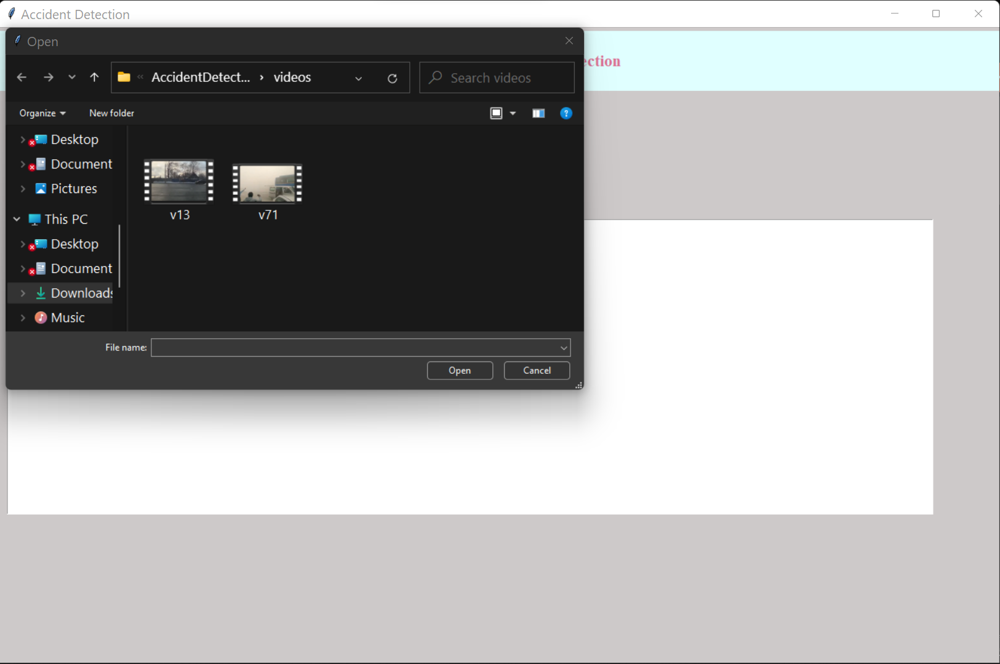 Accident Detection
Open
ection
« AccidentDetect... › videos
Search videos
Organize
New folder
?
Desktop
Document
Pictures
This PC
Desktop
Document
Downloads
Music
v13
v71
File name:
Open
Cancel